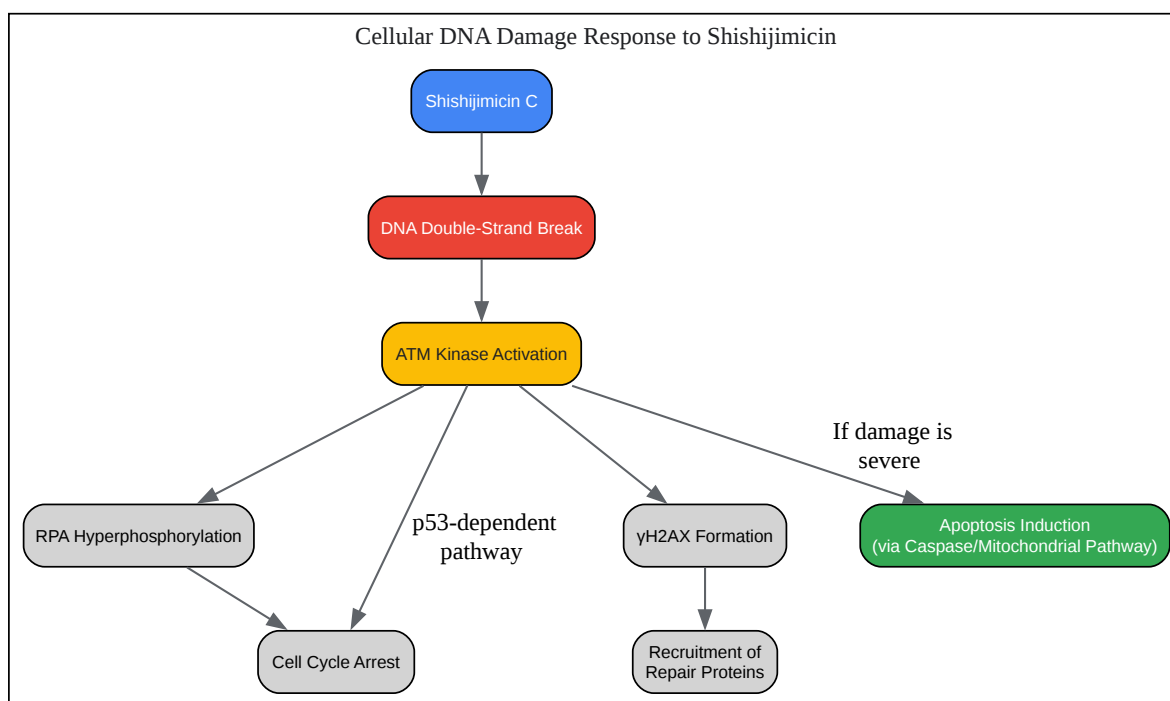 Cellular DNA Damage Response to Shishijimicin
Shishijimicin C
DNA Double-Strand Break
ATM Kinase Activation
If damage is
severe
RPA Hyperphosphorylation
p53-dependent
pathway
γH2AX Formation
Apoptosis Induction
(via Caspase/Mitochondrial Pathway)
Cell Cycle Arrest
Recruitment of
Repair Proteins